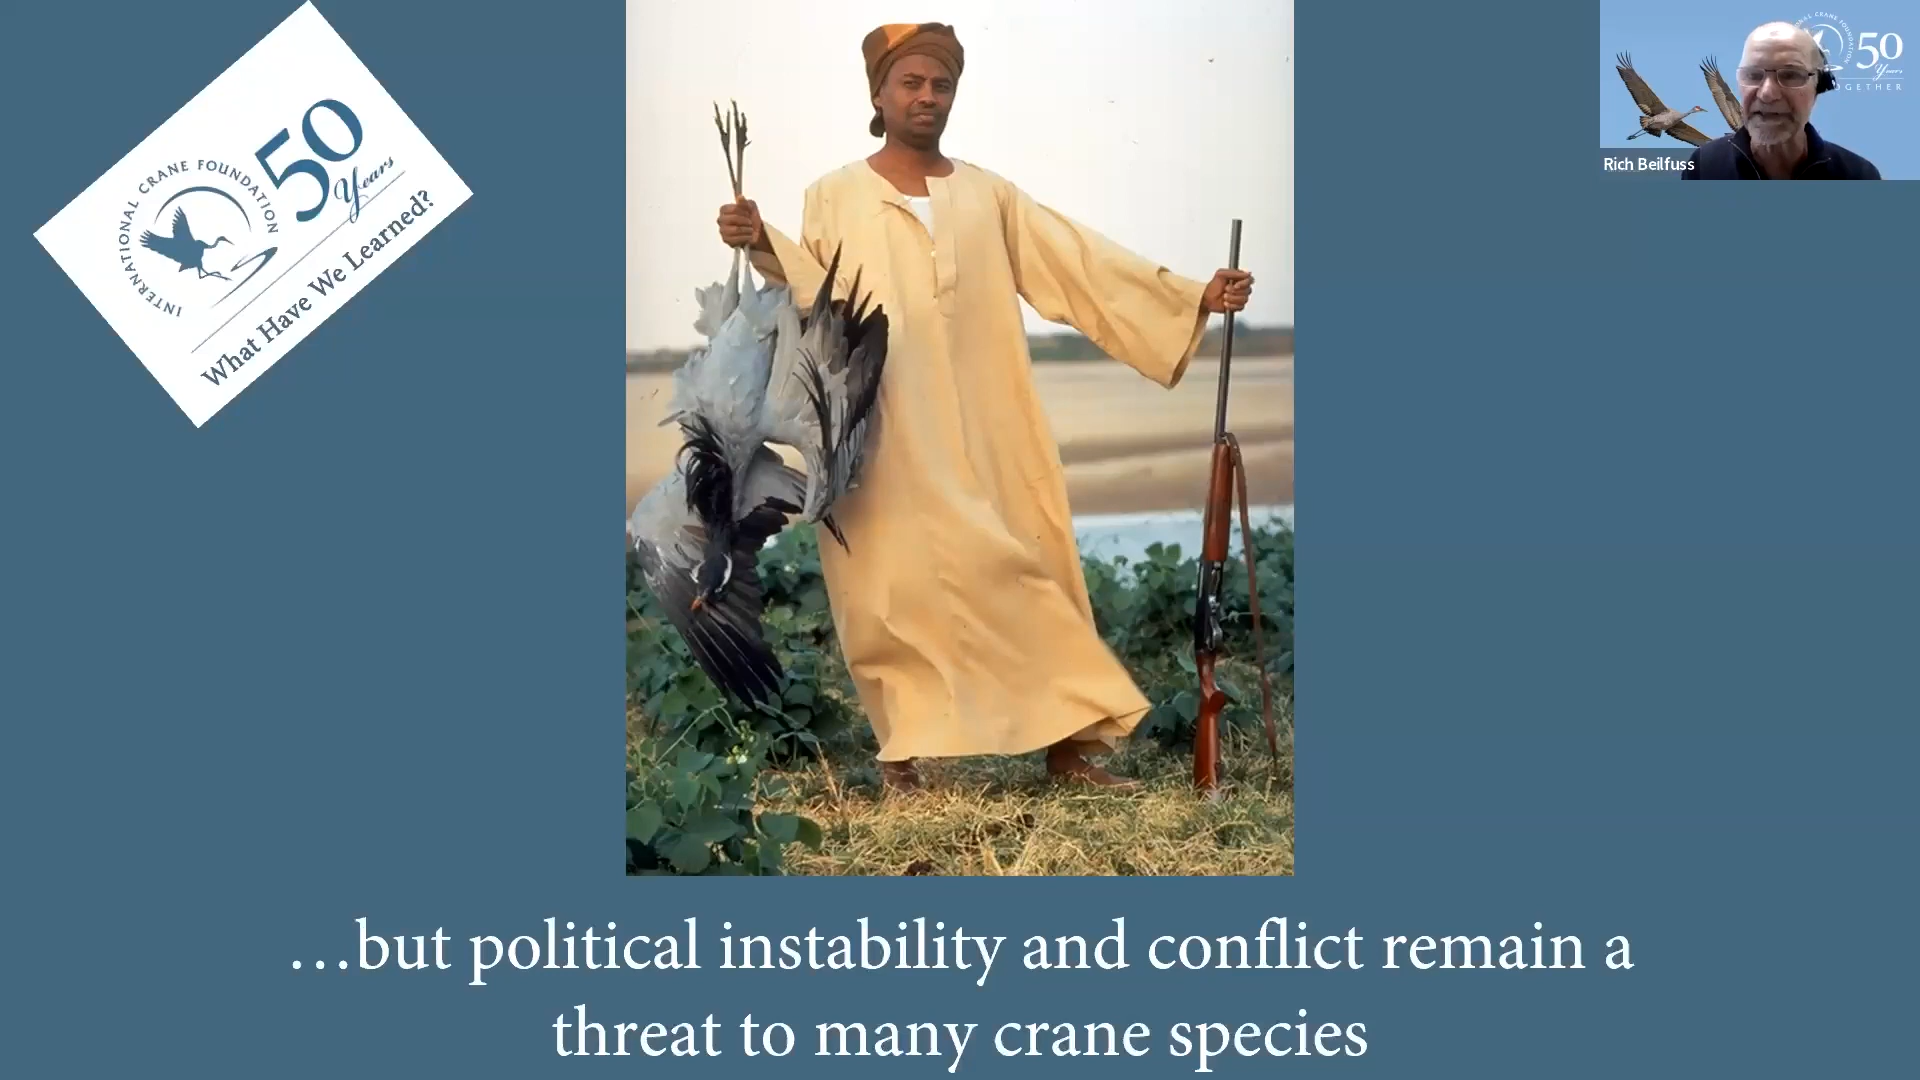 INTERNATIONAL CRANE FOUNDATION
50
Years
What Have We Learned?
50
Years
OGETHER
Rich Beilfuss
…but political instability and conflict remain a
threat to many crane species